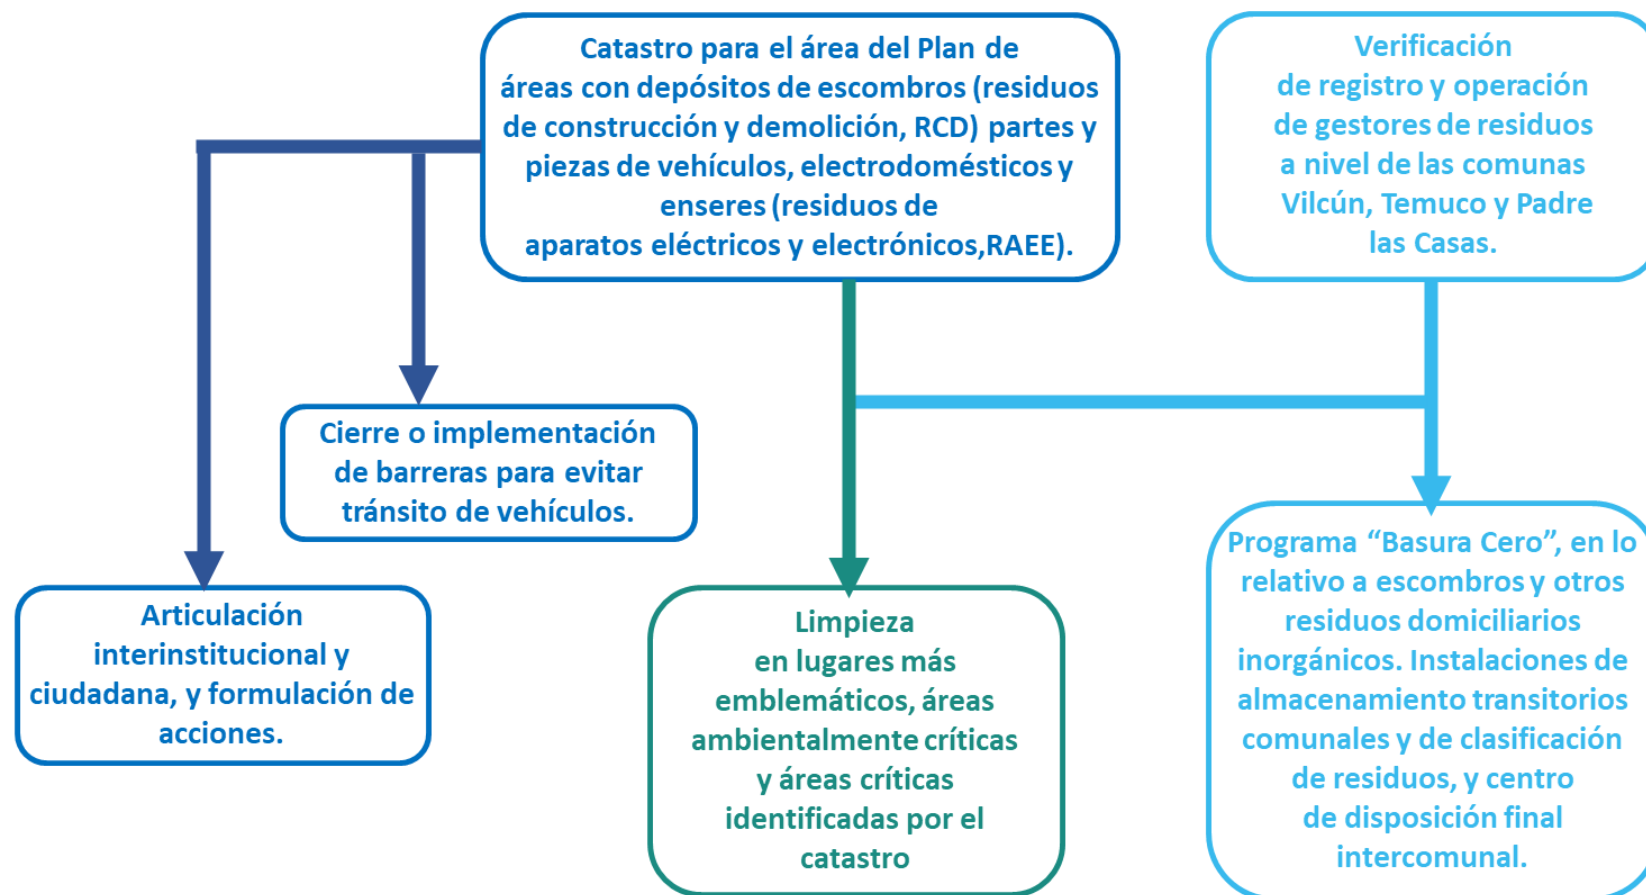 Catastro para el área del Plan de
áreas con depósitos de escombros (residuos
de construcción y demolición, RCD) partes y
piezas de vehículos, electrodomésticos y
enseres (residuos de
aparatos eléctricos y electrónicos,RAEE).
Verificación
de registro y operación
de gestores de residuos
a nivel de las comunas
Vilcún, Temuco y Padre
las Casas.
Cierre o implementación
de barreras para evitar
tránsito de vehículos.
Articulación
interinstitucional y
ciudadana, y formulación de
acciones.
Limpieza
en lugares más
emblemáticos, áreas
ambientalmente críticas
y áreas críticas
identificadas por el
catastro
Programa “Basura Cero”, en lo
relativo a escombros y otros
residuos domiciliarios
inorgánicos. Instalaciones de
almacenamiento transitorios
comunales y de clasificación
de residuos, y centro
de disposición final
intercomunal.